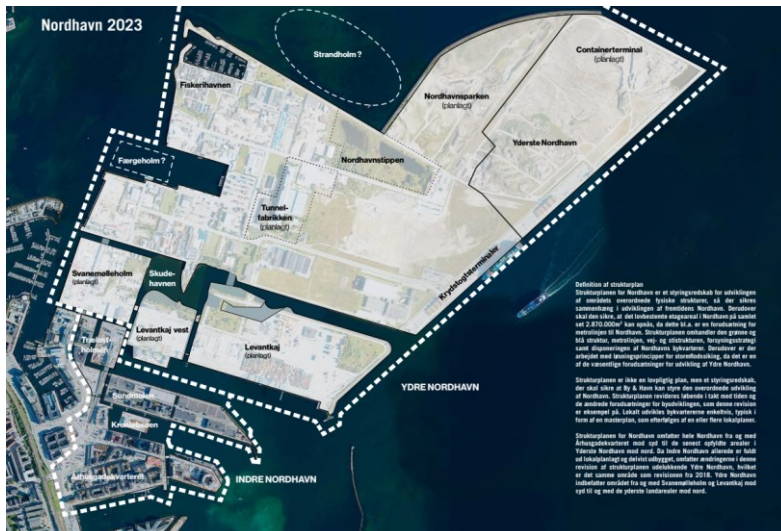 Nordhavn 2023
Strandholm ?
Containerterminal
(planlagt)
Fiskerihavnen
Nordhavnsparken
(planlagt)
Yderste Nordhavn
Nordhavnstippen
Færgeholm ?
Tunnel-
fabrikken
(planlagt)
Krydstogtsterminaler
Svanemølleholm
(planlagt)
Skude-
havnen
Levantkaj vest
(planlagt)
Levantkaj
(planlagt)
Trælast-
holmen
Sundmolen
Kronløbsøen
Århusgadekvarteret
YDRE NORDHAVN
INDRE NORDHAVN
Definition af strukturplan
Strukturplanen for Nordhavn er et styringsredskab for udviklingen
af områdets overordnede fysiske strukturer, så der sikres
sammenhæng i udviklingen af fremtidens Nordhavn. Derudover
skal den sikre, at det lovbestemte etageareal i Nordhavn på samlet
set 2.870.000m² kan opnås, da dette bl.a. er en forudsætning for
metrolinjen til Nordhavn. Strukturplanen omhandler den grønne og
blå struktur, metrolinjen, vej- og stistrukturen, forsyningsstrategi
samt disponeringen af Nordhavns bykvarterer. Derudover er der
arbejdet med løsningsprincipper for stormflodssikring, da det er en
af de væsentlige forudsætninger for udvikling af Ydre Nordhavn.
Strukturplanen er ikke en lovpligtig plan, men et styringsredskab,
der skal sikre at By & Havn kan styre den overordnede udvikling
af Nordhavn. Strukturplanen revideres løbende i takt med tiden og
de ændrede forudsætninger for byudviklingen, som denne revision
er eksempel på. Lokalt udvikles bykvartererne enkeltvis, typisk i
form af en masterplan, som efterfølges af en eller flere lokalplaner.
Strukturplanen for Nordhavn omfatter hele Nordhavn fra og med
Århusgadekvarteret mod syd til de senest opfyldte arealer i
Yderste Nordhavn mod nord. Da Indre Nordhavn allerede er fuldt
ud lokalplanlagt og delvist udbygget, omfatter ændringerne i denne
revision af strukturplanen udelukkende Ydre Nordhavn, hvilket
er det samme område som revisionen fra 2018. Ydre Nordhavn
indbefatter området fra og med Svanemølleholm og Levantkaj mod
syd til og med de yderste landarealer mod nord.